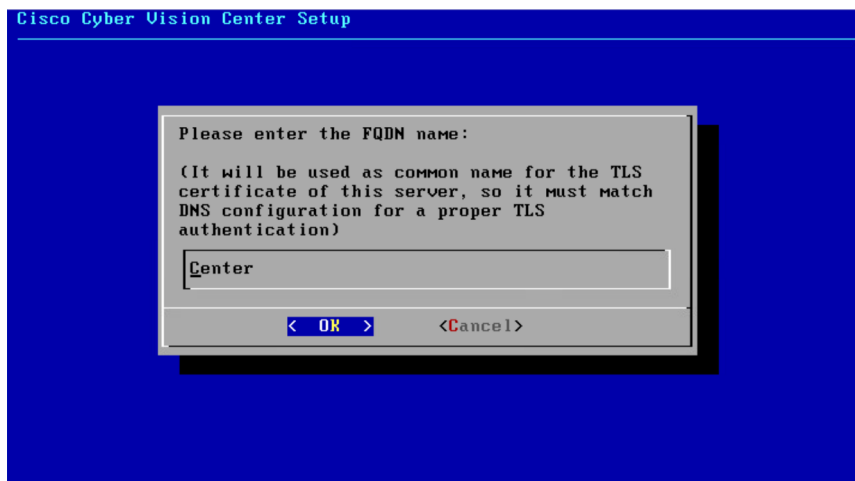 Cisco Cyber Vision Center Setup
Please enter the FQDN name:
(It will be used as common name for the TLS
certificate of this server, so it must match
DNS configuration for a proper TLS
authentication)
Center
< OK > <Cancel>